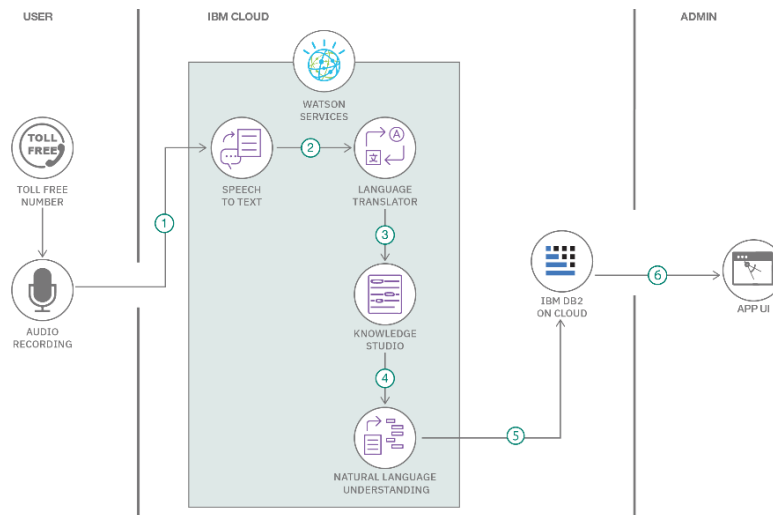 USER
IBM CLOUD
ADMIN
WATSON
SERVICES
TOLL
FREE
TOLL FREE
NUMBER
1
SPEECH
TO TEXT
2
A
文
LANGUAGE
TRANSLATOR
3
AUDIO
RECORDING
KNOWLEDGE
STUDIO
4
NATURAL LANGUAGE
UNDERSTANDING
5
IBM DB2
ON CLOUD
6
APP UI